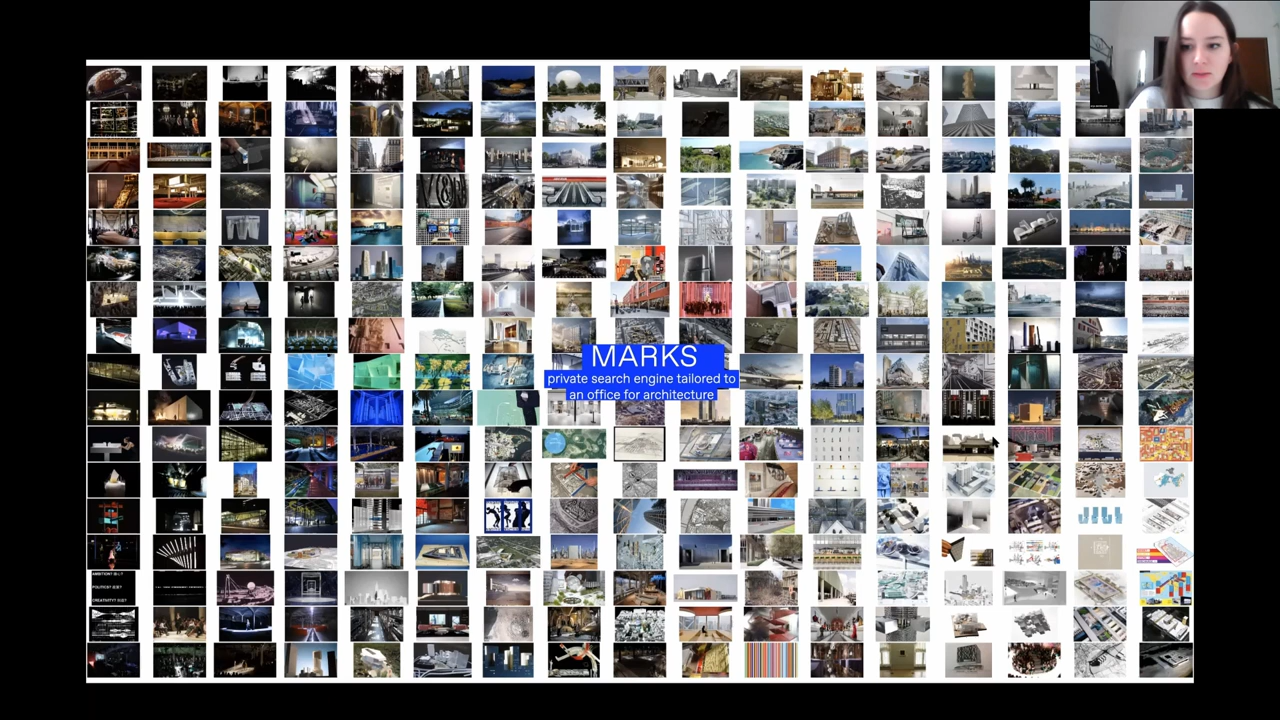 MARKS
private search engine tailored to
an office for architecture